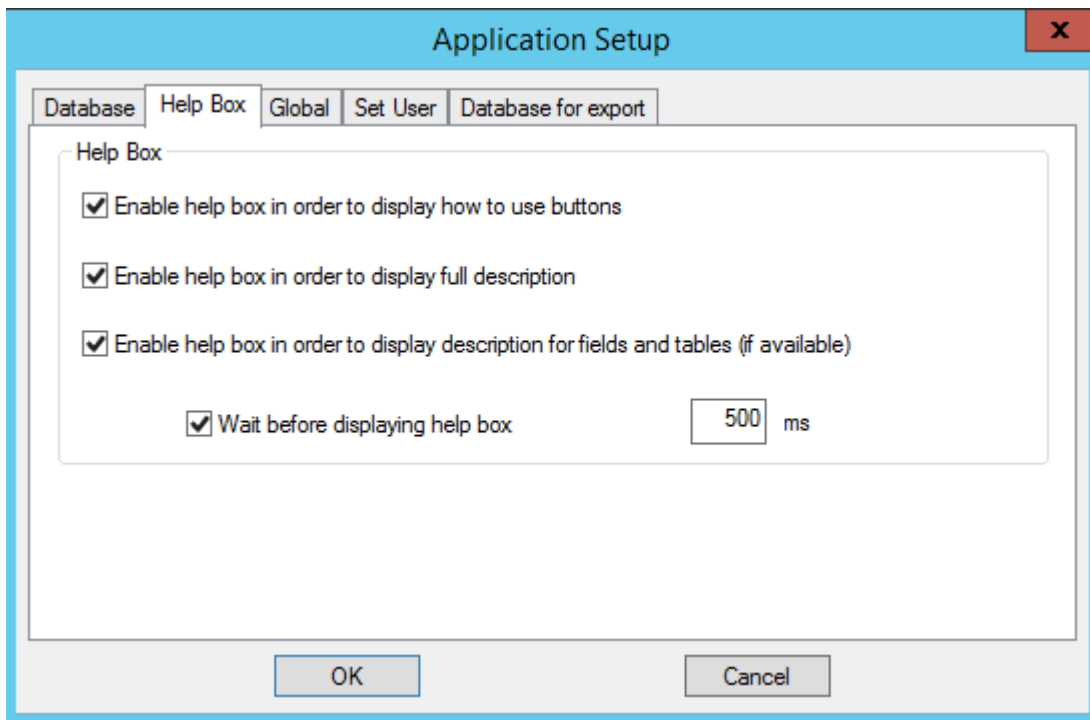 Application Setup
x
Database Help Box Global Set User Database for export
Help Box
Enable help box in order to display how to use buttons
Enable help box in order to display full description
Enable help box in order to display description for fields and tables (if available)
Wait before displaying help box 500 ms
OK Cancel